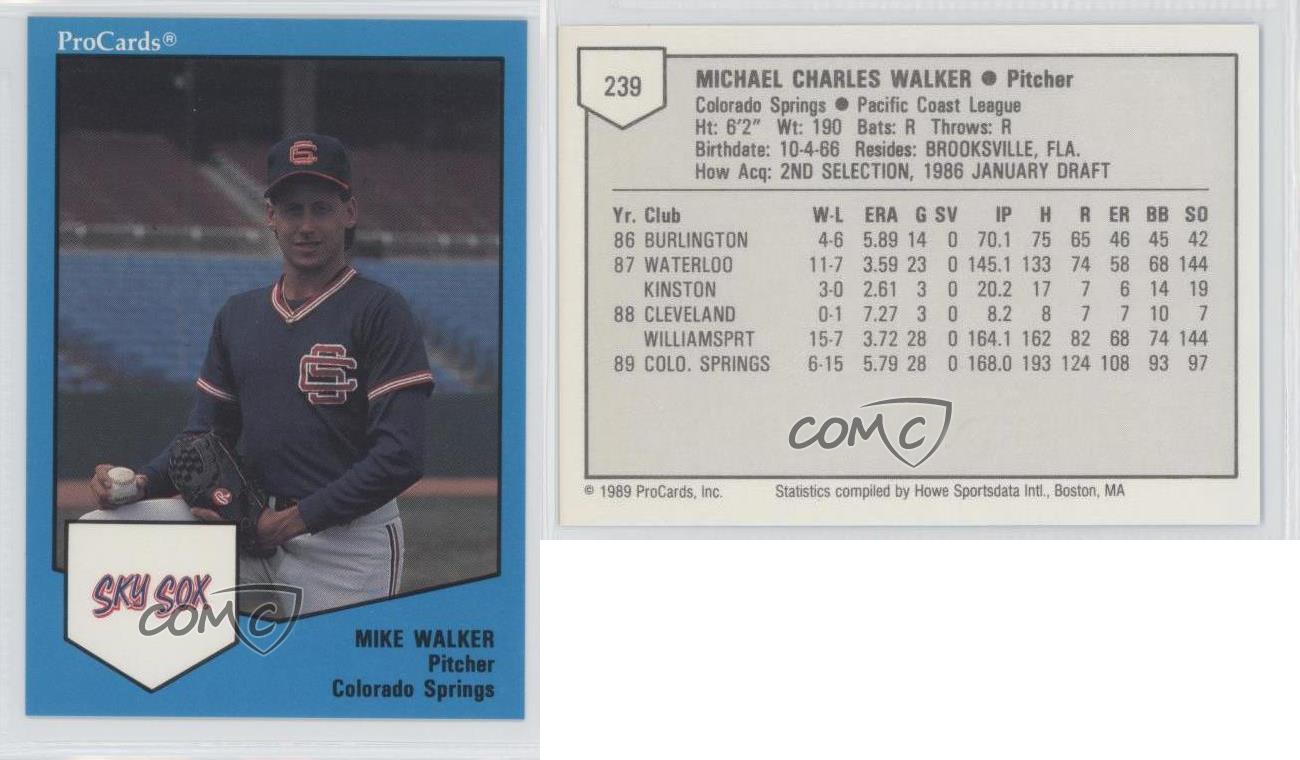 ProCards®
CS
CS
R
SKY SOX
COMC
MIKE WALKER
Pitcher
Colorado Springs
239
MICHAEL CHARLES WALKER ● Pitcher
Colorado Springs ● Pacific Coast League
Ht: 6'2" Wt: 190 Bats: R Throws: R
Birthdate: 10-4-66 Resides: BROOKSVILLE, FLA.
How Acq: 2ND SELECTION, 1986 JANUARY DRAFT
Yr. Club W-L ERA G SV IP H R ER BB SO
86 BURLINGTON 4-6 5.89 14 0 70.1 75 65 46 45 42
87 WATERLOO 11-7 3.59 23 0 145.1 133 74 58 68 144
KINSTON 3-0 2.61 3 0 20.2 17 7 6 14 19
88 CLEVELAND 0-1 7.27 3 0 8.2 8 7 7 10 7
WILLIAMSPRT 15-7 3.72 28 0 164.1 162 82 68 74 144
89 COLO. SPRINGS 6-15 5.79 28 0 168.0 193 124 108 93 97
COMC
© 1989 ProCards, Inc. Statistics compiled by Howe Sportsdata Intl., Boston, MA